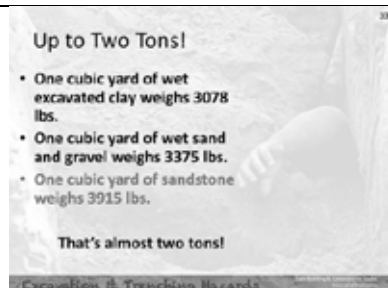 33
Up to Two Tons!
• One cubic yard of wet
excavated clay weighs 3078
lbs.
• One cubic yard of wet sand
and gravel weighs 3375 lbs.
• One cubic yard of sandstone
weighs 3915 lbs.
That's almost two tons!
Excavation & Trenching Hazards